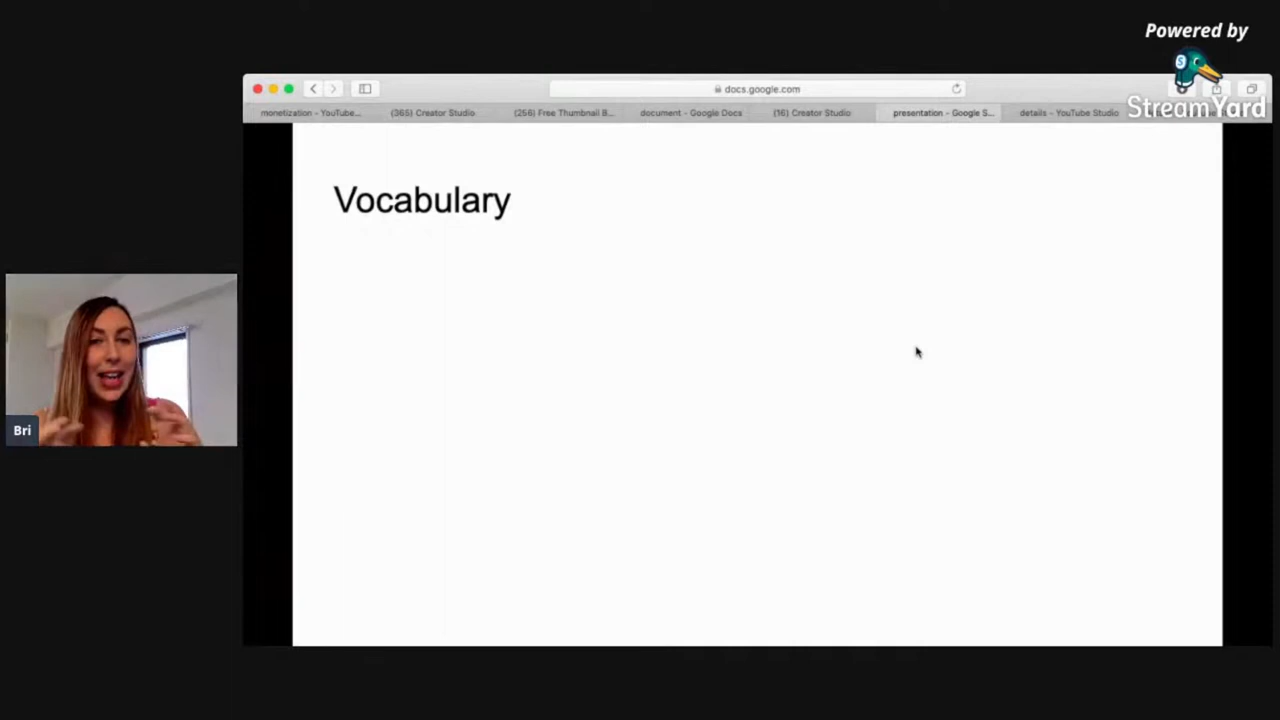 Powered by
StreamYard
docs.google.com
monetization - YouTube...
(365) Creator Studio
(256) Free Thumbnail B...
document - Google Docs
(16) Creator Studio
presentation - Google S...
details - YouTube Studio
Vocabulary
Bri